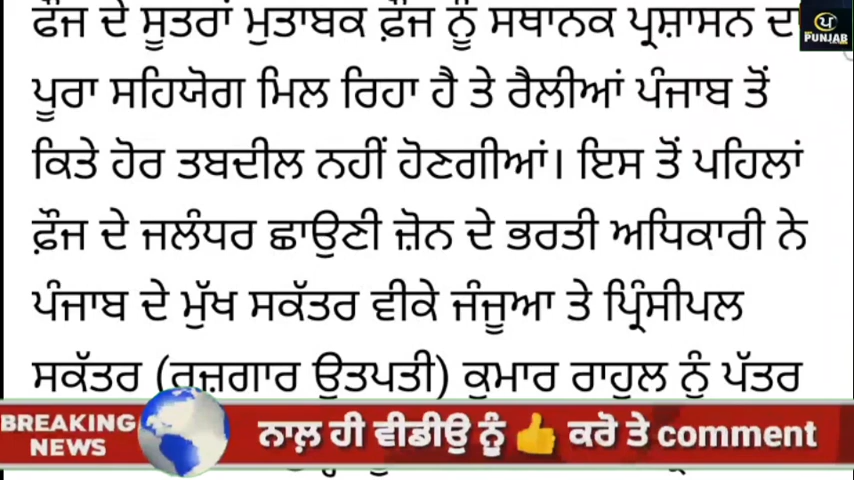 ਫੌਜ ਦੇ ਸੂਤਰਾਂ ਮੁਤਾਬਕ ਫ਼ੌਜ ਨੂੰ ਸਥਾਨਕ ਪ੍ਰਸ਼ਾਸਨ ਦਾ
ਪ
PUNJAB
ਪੂਰਾ ਸਹਿਯੋਗ ਮਿਲ ਰਿਹਾ ਹੈ ਤੇ ਰੈਲੀਆਂ ਪੰਜਾਬ ਤੋਂ
ਕਿਤੇ ਹੋਰ ਤਬਦੀਲ ਨਹੀਂ ਹੋਣਗੀਆਂ। ਇਸ ਤੋਂ ਪਹਿਲਾਂ
ਫ਼ੌਜ ਦੇ ਜਲੰਧਰ ਛਾਉਣੀ ਜ਼ੋਨ ਦੇ ਭਰਤੀ ਅਧਿਕਾਰੀ ਨੇ
ਪੰਜਾਬ ਦੇ ਮੁੱਖ ਸਕੱਤਰ ਵੀਕੇ ਜੰਜੂਆ ਤੇ ਪ੍ਰਿੰਸੀਪਲ
ਸਕੱਤਰ (ਰੁਜ਼ਗਾਰ ਉਤਪਤੀ) ਕੁਮਾਰ ਰਾਹੁਲ ਨੂੰ ਪੱਤਰ
BREAKING
NEWS
ਨਾਲ਼ ਹੀ ਵੀਡੀਉ ਨੂੰ 👍 ਕਰੋ ਤੇ comment